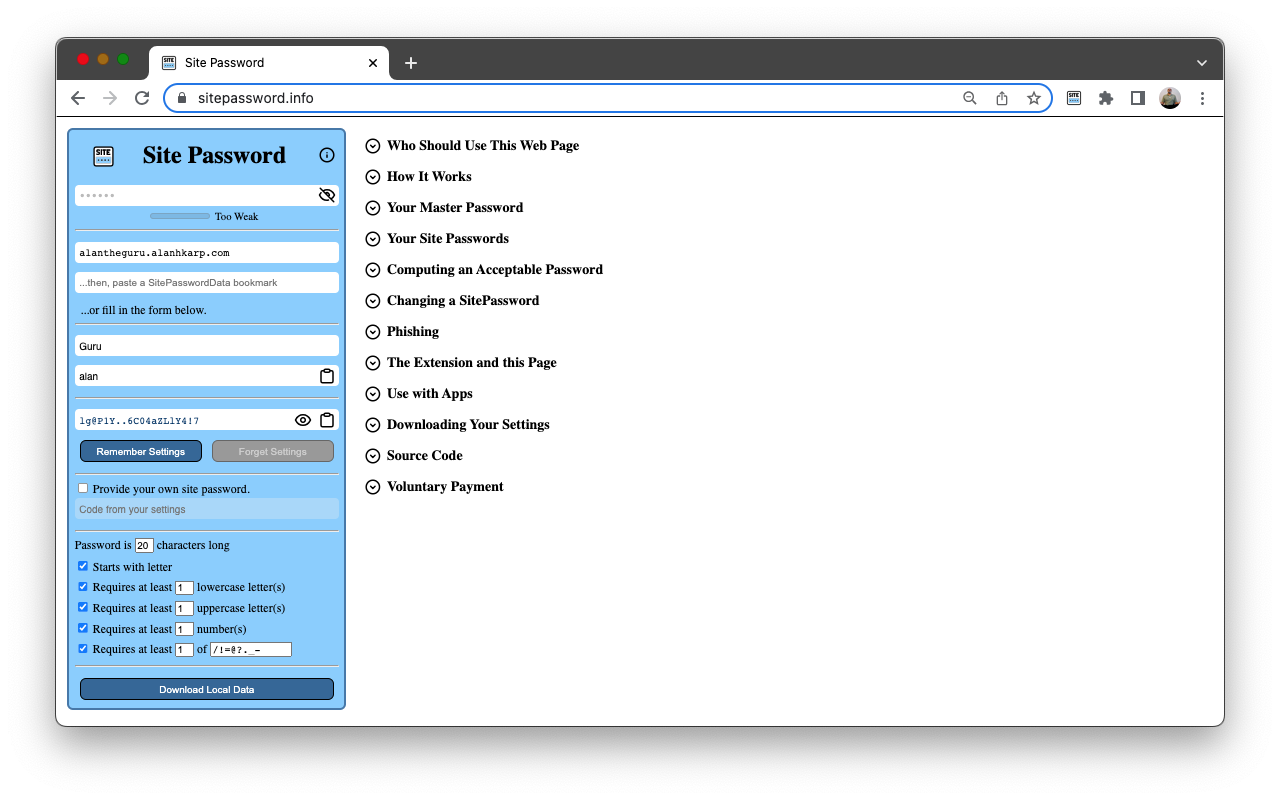 Site Password
sitepassword.info
SITE
SITE Site Password
Too Weak
alantheguru.alanhkarp.com
...then, paste a SitePasswordData bookmark
...or fill in the form below.
Guru
alan
lg@P1Y..6C04aZL1Y4!7
Remember Settings Forget Settings
Provide your own site password.
Code from your settings
Password is 20 characters long
Starts with letter
Requires at least 1 lowercase letter(s)
Requires at least 1 uppercase letter(s)
Requires at least 1 number(s)
Requires at least 1 of /!=@?._-
Download Local Data
Who Should Use This Web Page
How It Works
Your Master Password
Your Site Passwords
Computing an Acceptable Password
Changing a SitePassword
Phishing
The Extension and this Page
Use with Apps
Downloading Your Settings
Source Code
Voluntary Payment